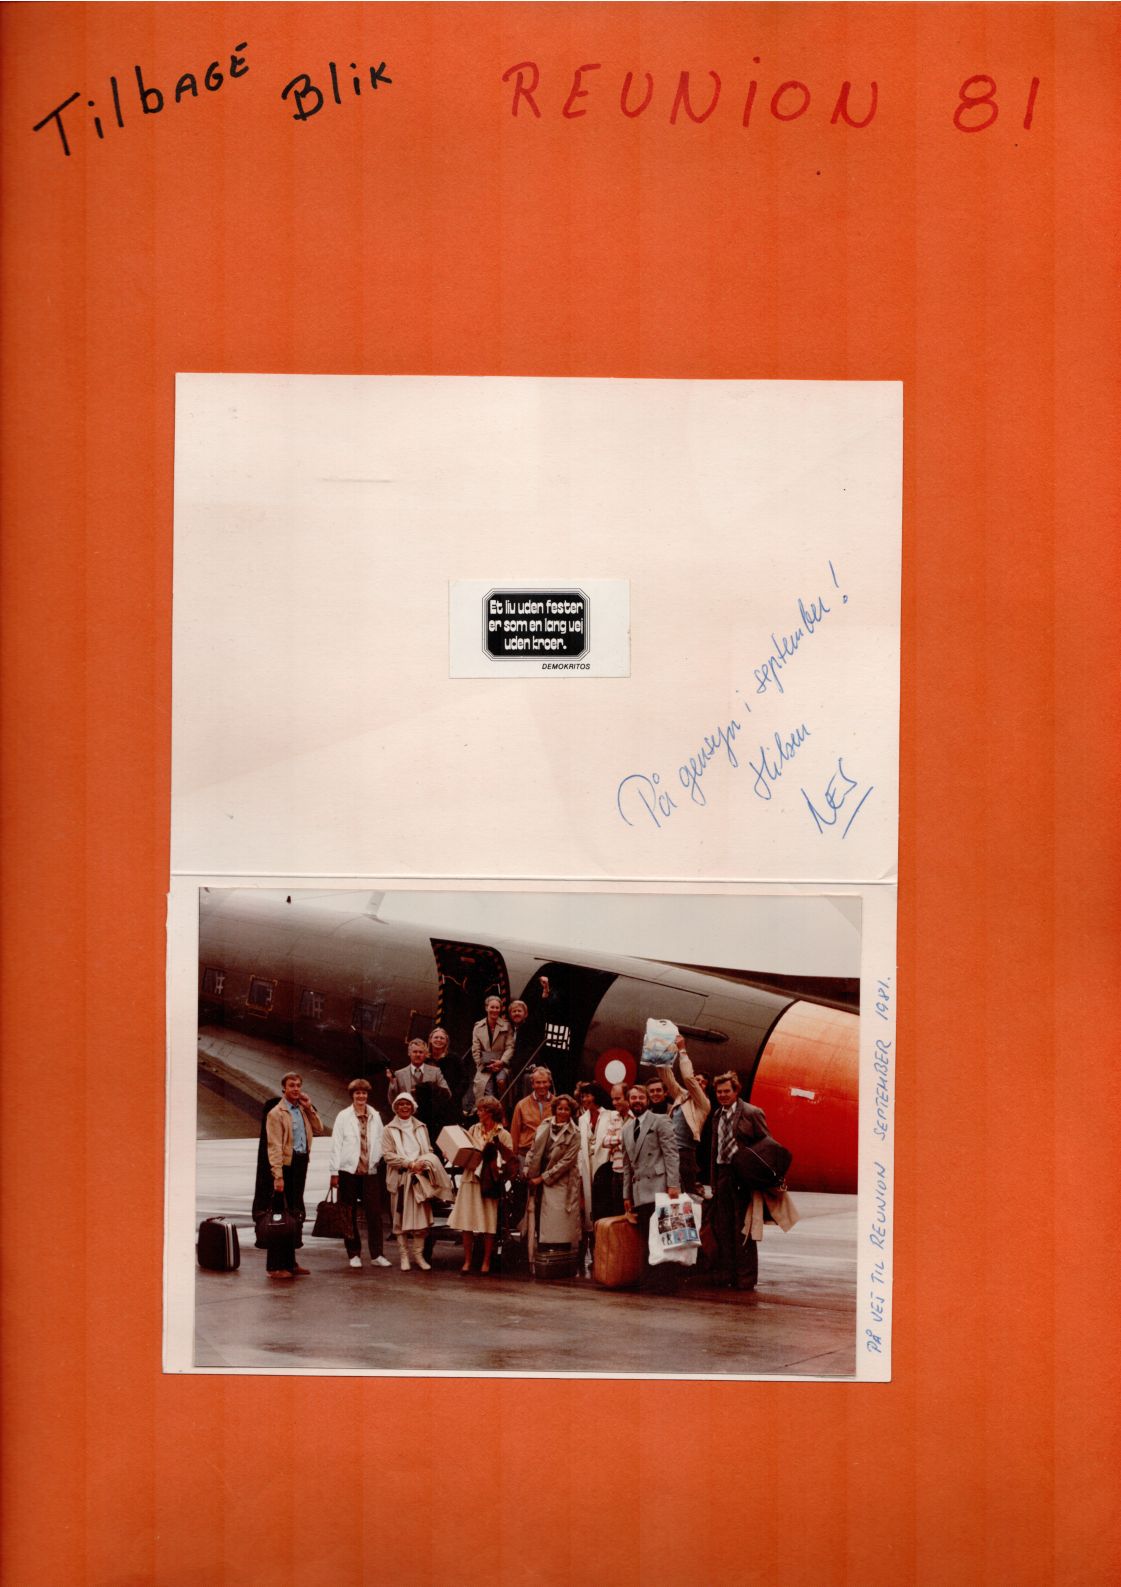 TilbAGE Blik REUNiON 81
Et liv uden fester
er som en lang vej
uden kroer.
DEMOKRITOS
På gensyn i september!
Hilsen
NES
PÅ VEJ TIL REUNION SEPTEMBER 1981.